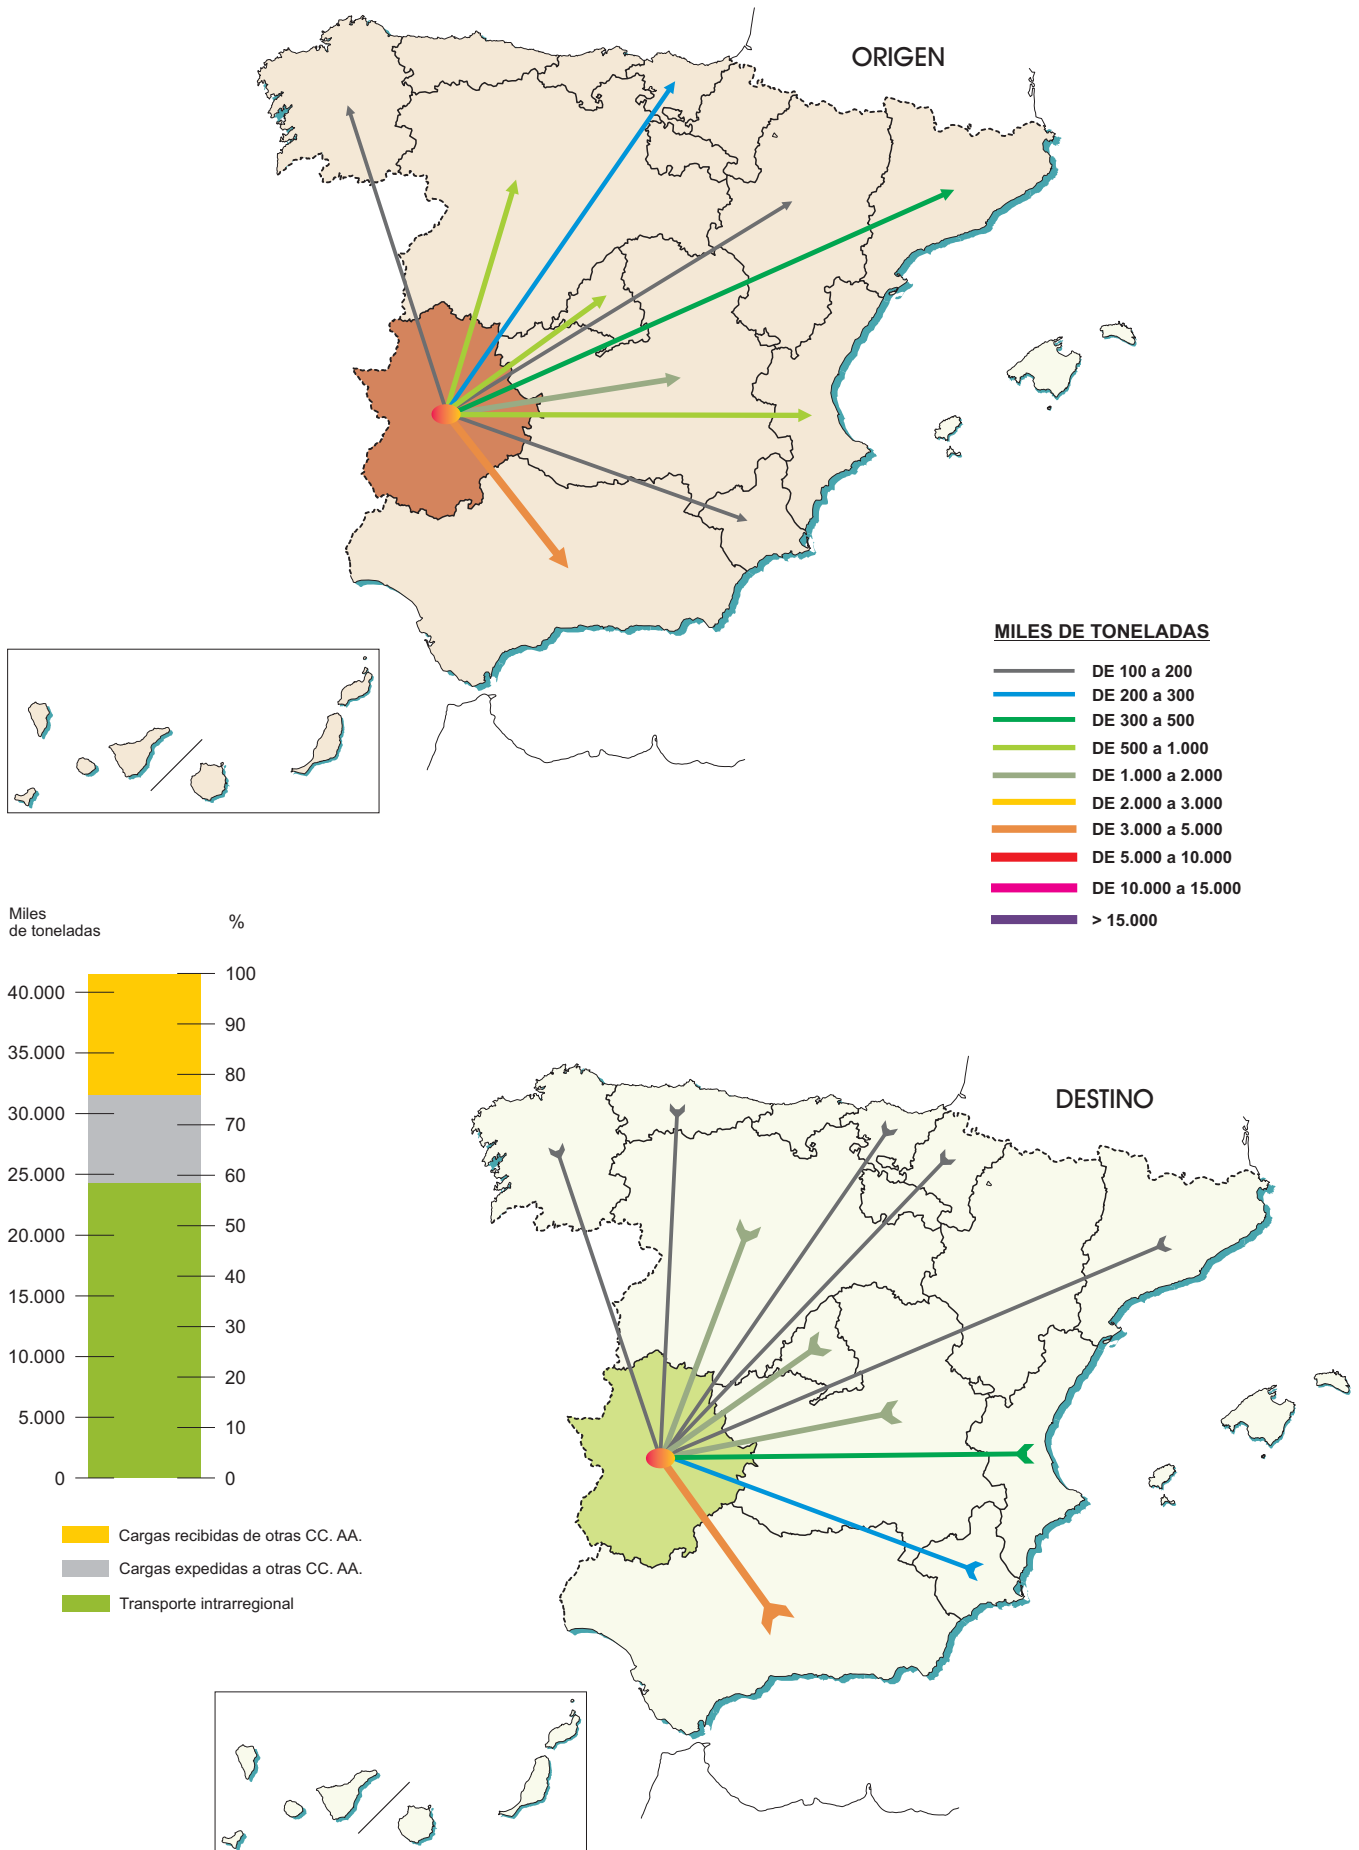 ORIGEN
MILES DE TONELADAS
DE 100 a 200
DE 200 a 300
DE 300 a 500
DE 500 a 1.000
DE 1.000 a 2.000
DE 2.000 a 3.000
DE 3.000 a 5.000
DE 5.000 a 10.000
DE 10.000 a 15.000
> 15.000
Miles
de toneladas
%
40.000
35.000
30.000
25.000
20.000
15.000
10.000
5.000
0
100
90
80
70
60
50
40
30
20
10
0
Cargas recibidas de otras CC. AA.
Cargas expedidas a otras CC. AA.
Transporte intrarregional
DESTINO